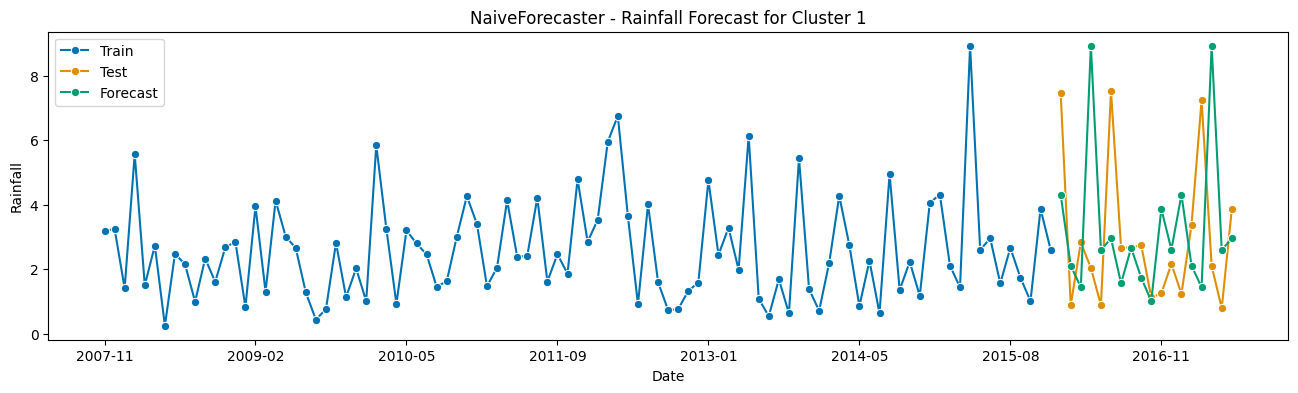 NaiveForecaster - Rainfall Forecast for Cluster 1
Train
Test
Forecast
Rainfall
8
6
4
2
0
2007-11
2009-02
2010-05
2011-09
2013-01
2014-05
2015-08
2016-11
Date